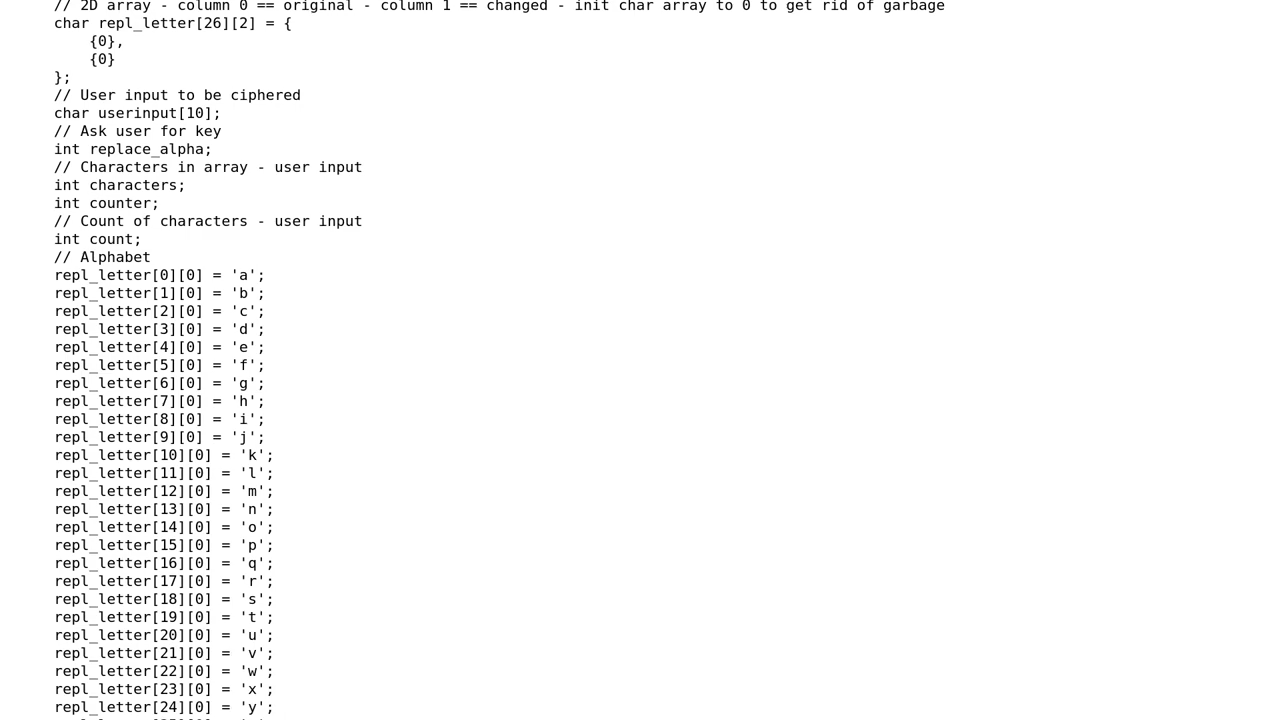 // 2D array - column 0 == original - column 1 == changed - init char array to 0 to get rid of garbage
char repl_letter[26][2] = {
    {0},
    {0}
};
// User input to be ciphered
char userinput[10];
// Ask user for key
int replace_alpha;
// Characters in array - user input
int characters;
int counter;
// Count of characters - user input
int count;
// Alphabet
repl_letter[0][0] = 'a';
repl_letter[1][0] = 'b';
repl_letter[2][0] = 'c';
repl_letter[3][0] = 'd';
repl_letter[4][0] = 'e';
repl_letter[5][0] = 'f';
repl_letter[6][0] = 'g';
repl_letter[7][0] = 'h';
repl_letter[8][0] = 'i';
repl_letter[9][0] = 'j';
repl_letter[10][0] = 'k';
repl_letter[11][0] = 'l';
repl_letter[12][0] = 'm';
repl_letter[13][0] = 'n';
repl_letter[14][0] = 'o';
repl_letter[15][0] = 'p';
repl_letter[16][0] = 'q';
repl_letter[17][0] = 'r';
repl_letter[18][0] = 's';
repl_letter[19][0] = 't';
repl_letter[20][0] = 'u';
repl_letter[21][0] = 'v';
repl_letter[22][0] = 'w';
repl_letter[23][0] = 'x';
repl_letter[24][0] = 'y';